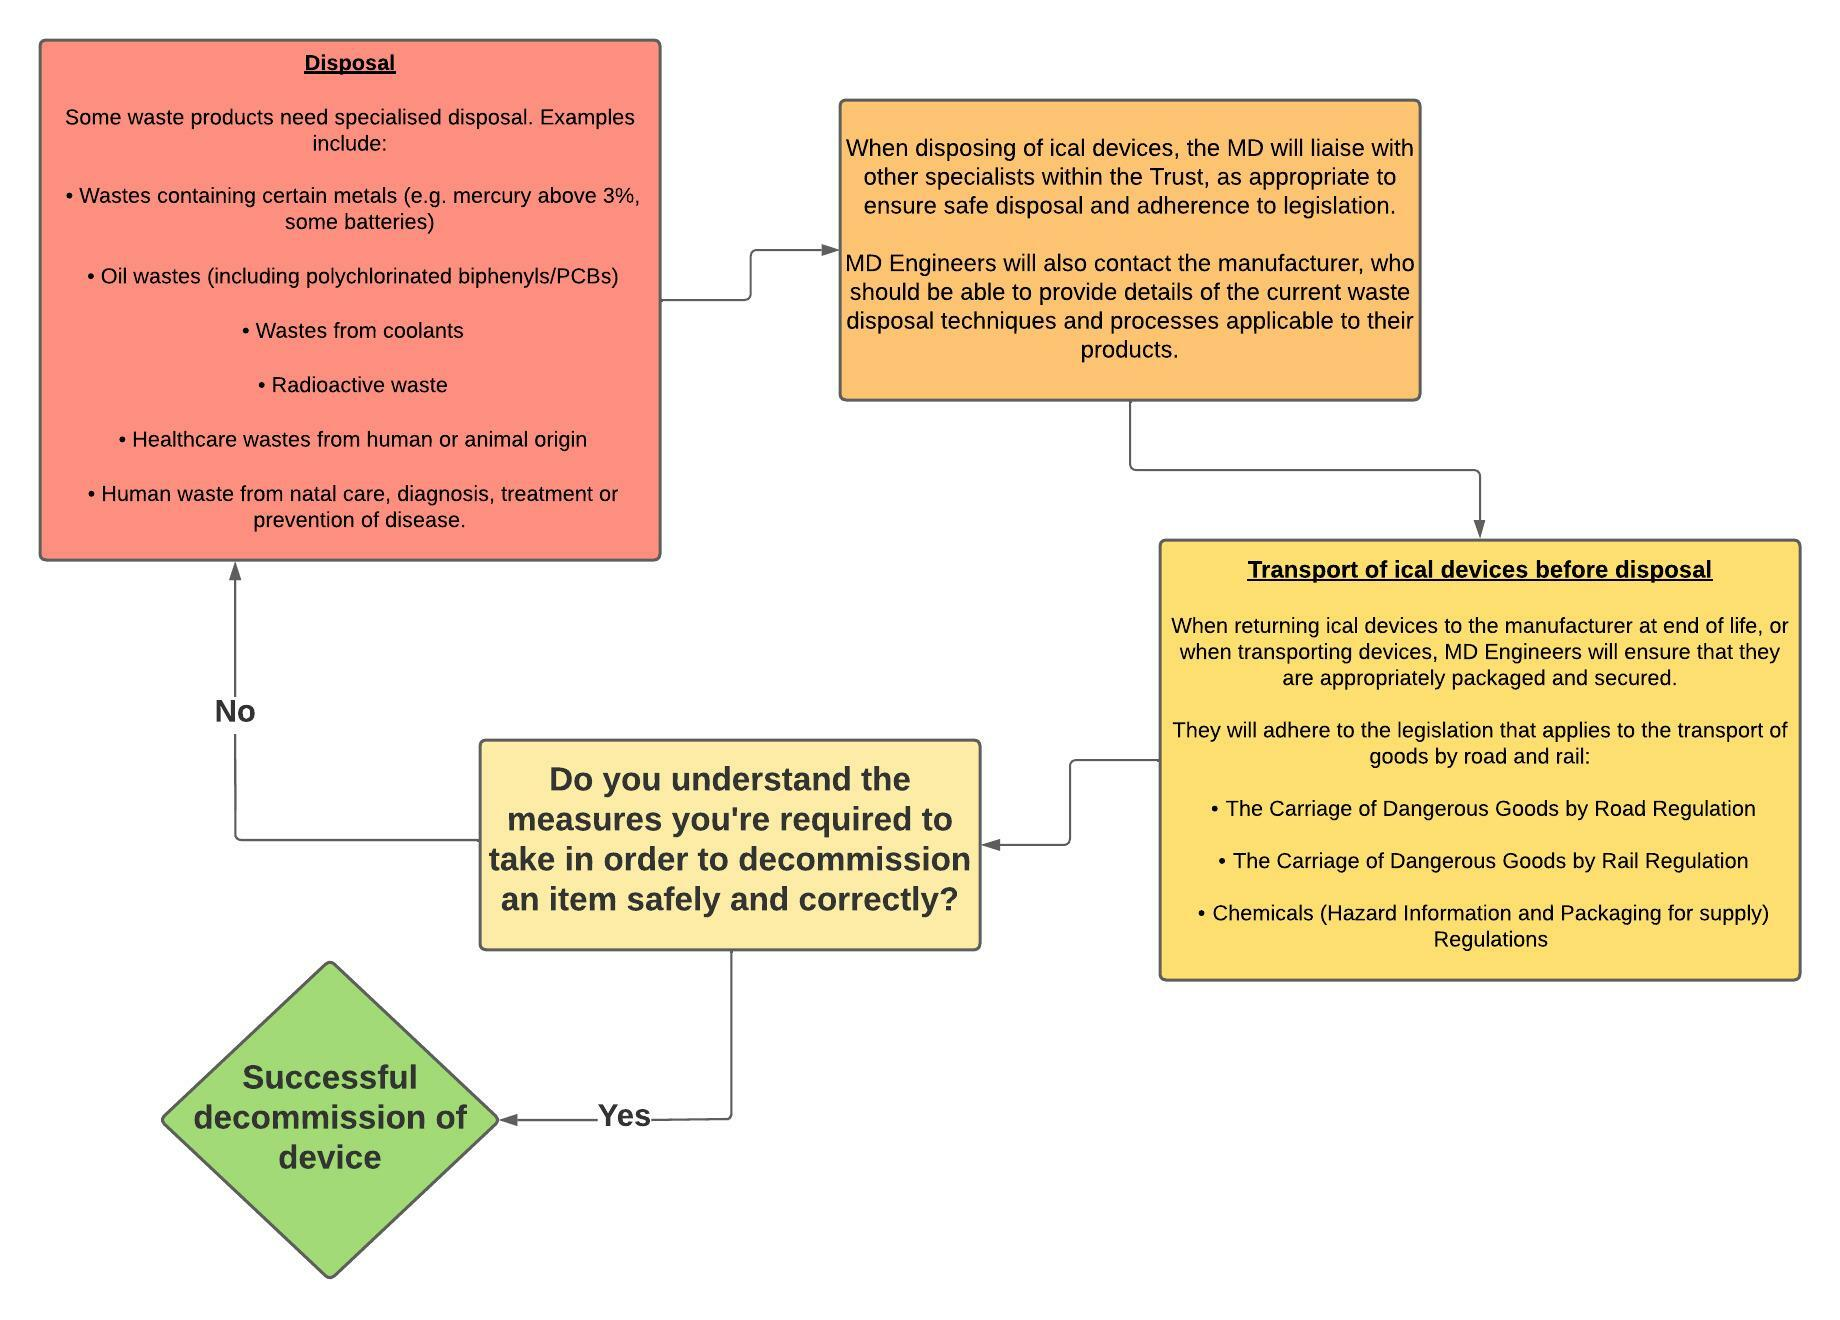 Disposal
Some waste products need specialised disposal. Examples
include:
• Wastes containing certain metals (e.g. mercury above 3%,
some batteries)
• Oil wastes (including polychlorinated biphenyls/PCBs)
• Wastes from coolants
• Radioactive waste
• Healthcare wastes from human or animal origin
• Human waste from natal care, diagnosis, treatment or
prevention of disease.
When disposing of ical devices, the MD will liaise with
other specialists within the Trust, as appropriate to
ensure safe disposal and adherence to legislation.
MD Engineers will also contact the manufacturer, who
should be able to provide details of the current waste
disposal techniques and processes applicable to their
products.
Transport of ical devices before disposal
When returning ical devices to the manufacturer at end of life, or
when transporting devices, MD Engineers will ensure that they
are appropriately packaged and secured.
They will adhere to the legislation that applies to the transport of
goods by road and rail:
• The Carriage of Dangerous Goods by Road Regulation
• The Carriage of Dangerous Goods by Rail Regulation
• Chemicals (Hazard Information and Packaging for supply)
Regulations
Do you understand the
measures you're required to
take in order to decommission
an item safely and correctly?
No
Yes
Successful
decommission of
device